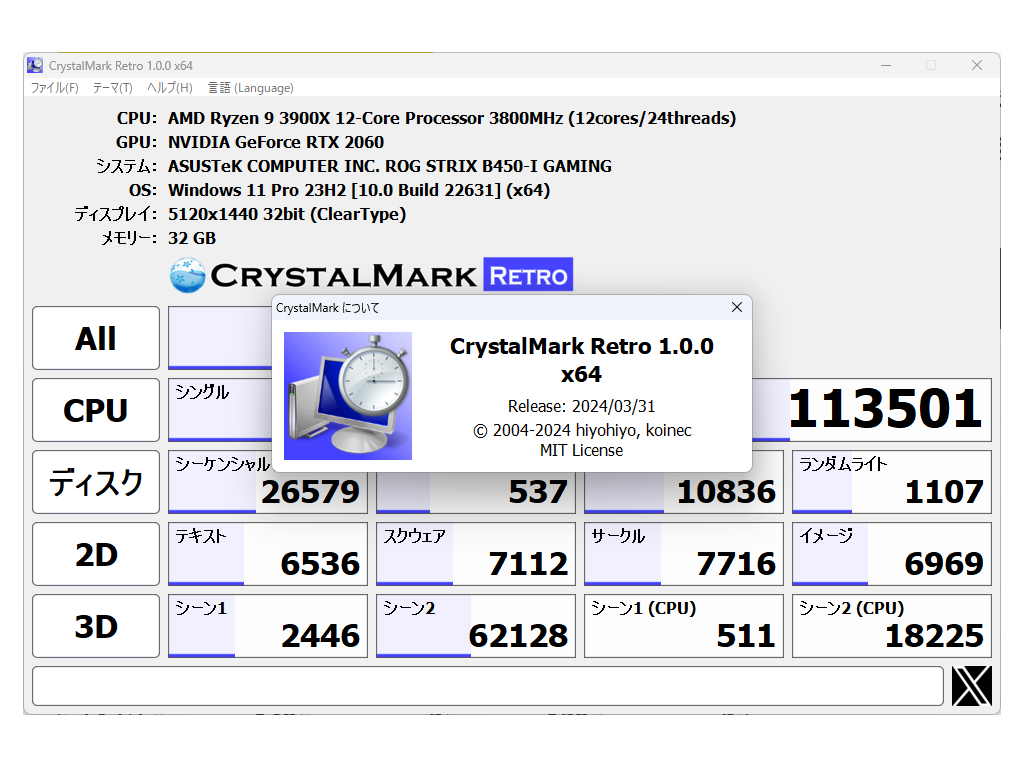 CrystalMark Retro 1.0.0 x64
ファイル(F) テーマ(T) ヘルプ(H) 言語 (Language)
CPU: AMD Ryzen 9 3900X 12-Core Processor 3800MHz (12cores/24threads)
GPU: NVIDIA GeForce RTX 2060
システム: ASUSTeK COMPUTER INC. ROG STRIX B450-I GAMING
OS: Windows 11 Pro 23H2 [10.0 Build 22631] (x64)
ディスプレイ: 5120x1440 32bit (ClearType)
メモリー: 32 GB
CRYSTALMARK RETRO
CrystalMark について
CrystalMark Retro 1.0.0
x64
Release: 2024/03/31
© 2004-2024 hiyohiyo, koinec
MIT License
All
CPU シングル 113501
ディスク シーケンシャル 26579 537 10836 ランダムライト 1107
2D テキスト 6536 スクウェア 7112 サークル 7716 イメージ 6969
3D シーン1 2446 シーン2 62128 シーン1 (CPU) 511 シーン2 (CPU) 18225